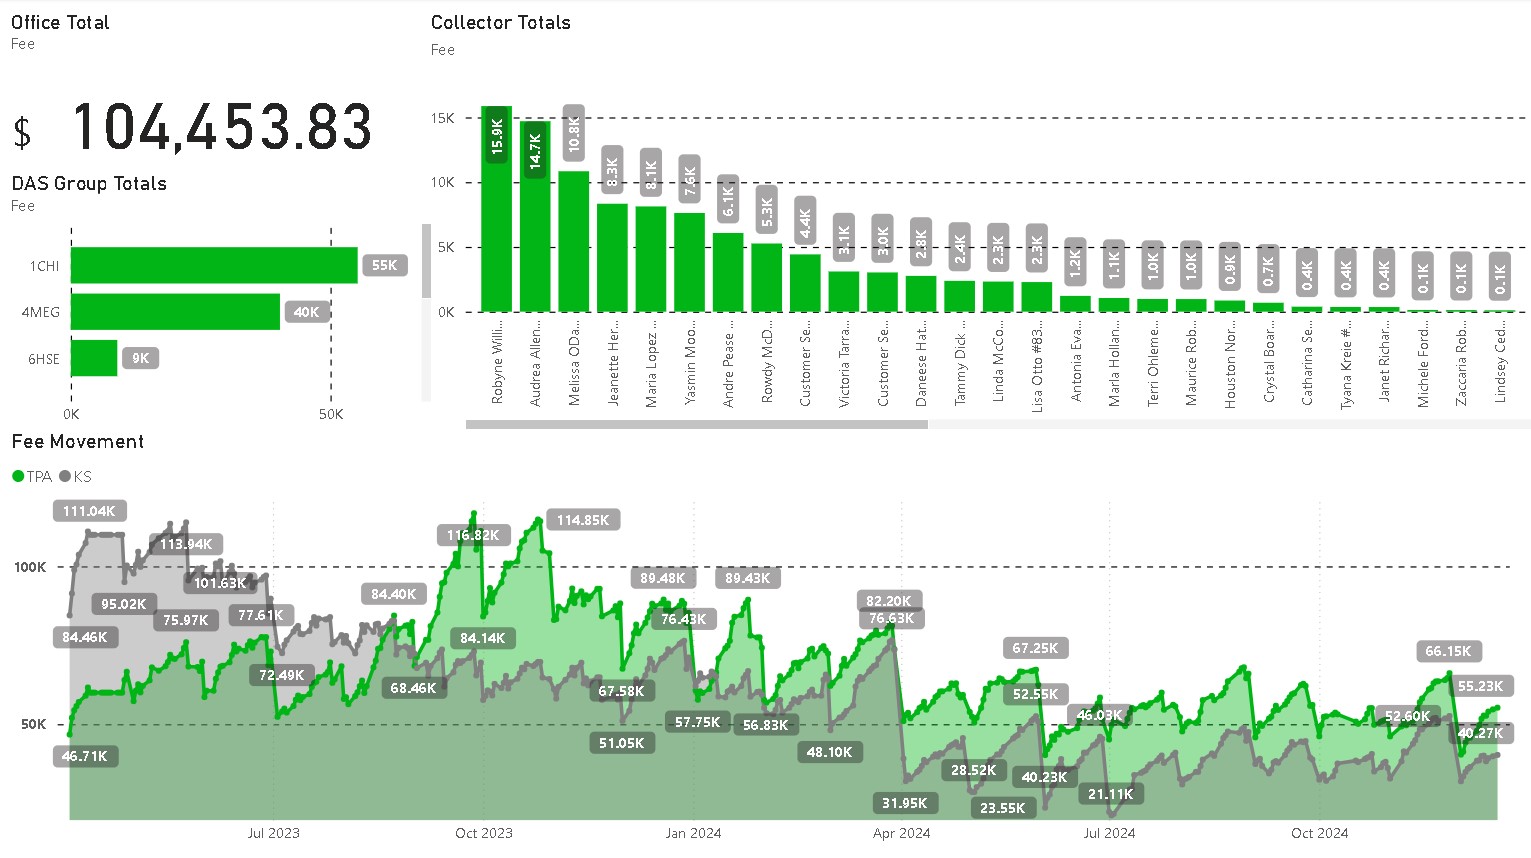 Office Total
Fee
$ 104,453.83
DAS Group Totals
Fee
1CHI
55K
4MEG
40K
6HSE
9K
0K
50K
Collector Totals
Fee
15K
10K
5K
0K
15.9K
14.7K
10.8K
8.3K
8.1K
7.6K
6.1K
5.3K
4.4K
3.1K
3.0K
2.8K
2.4K
2.3K
2.3K
1.2K
1.1K
1.0K
1.0K
0.9K
0.7K
0.4K
0.4K
0.4K
0.1K
0.1K
0.1K
Robyne Willi...
Audrea Allen...
Melissa ODa...
Jeanette Her...
Maria Lopez ...
Yasmin Moo...
Andre Pease ...
Rowdy McD...
Customer Se...
Victoria Tarra...
Customer Se...
Daneese Hat...
Tammy Dick ...
Linda McCo...
Lisa Otto #83...
Antonia Eva...
Marla Hollan...
Terri Ohleme...
Maurice Rob...
Houston Nor...
Crystal Boar...
Catharina Se...
Tyana Kreie #...
Janet Richar...
Michele Ford...
Zaccaria Rob...
Lindsey Ced...
Fee Movement
TPA KS
100K
50K
111.04K
84.46K
46.71K
95.02K
113.94K
75.97K
101.63K
77.61K
72.49K
84.40K
68.46K
116.82K
84.14K
114.85K
67.58K
51.05K
89.48K
76.43K
57.75K
89.43K
56.83K
48.10K
82.20K
76.63K
31.95K
28.52K
23.55K
67.25K
52.55K
40.23K
46.03K
21.11K
52.60K
66.15K
55.23K
40.27K
Jul 2023
Oct 2023
Jan 2024
Apr 2024
Jul 2024
Oct 2024